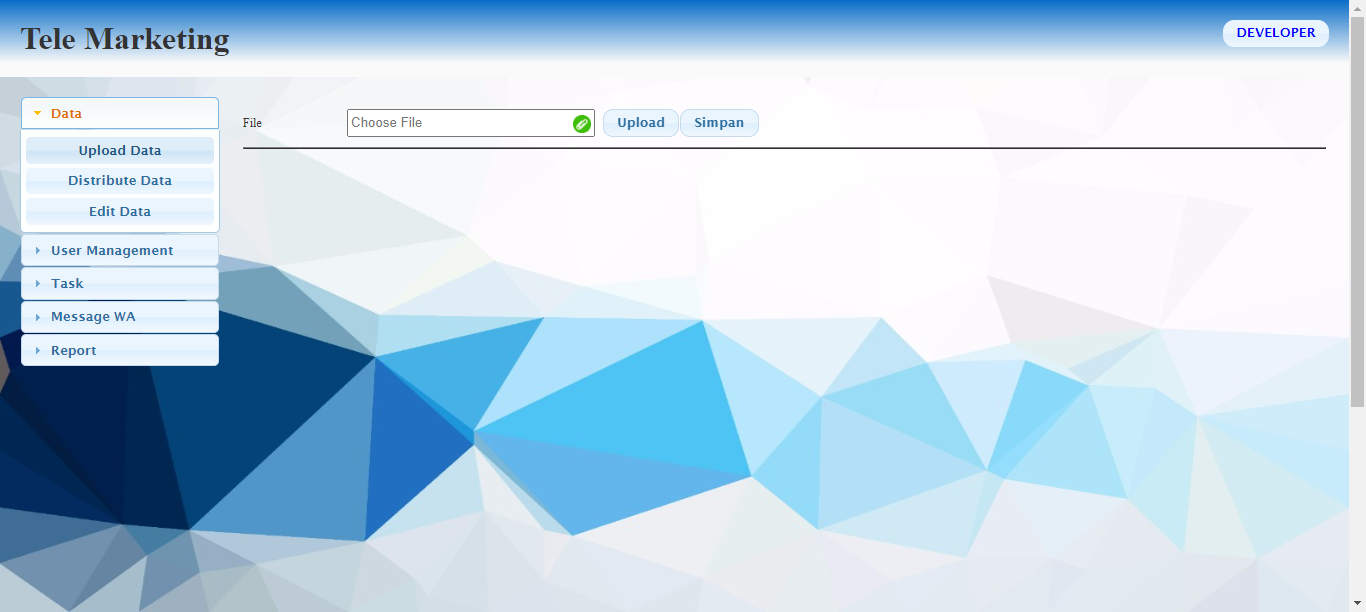 Tele Marketing
DEVELOPER
Data
Upload Data
Distribute Data
Edit Data
User Management
Task
Message WA
Report
File
Choose File
Upload
Simpan